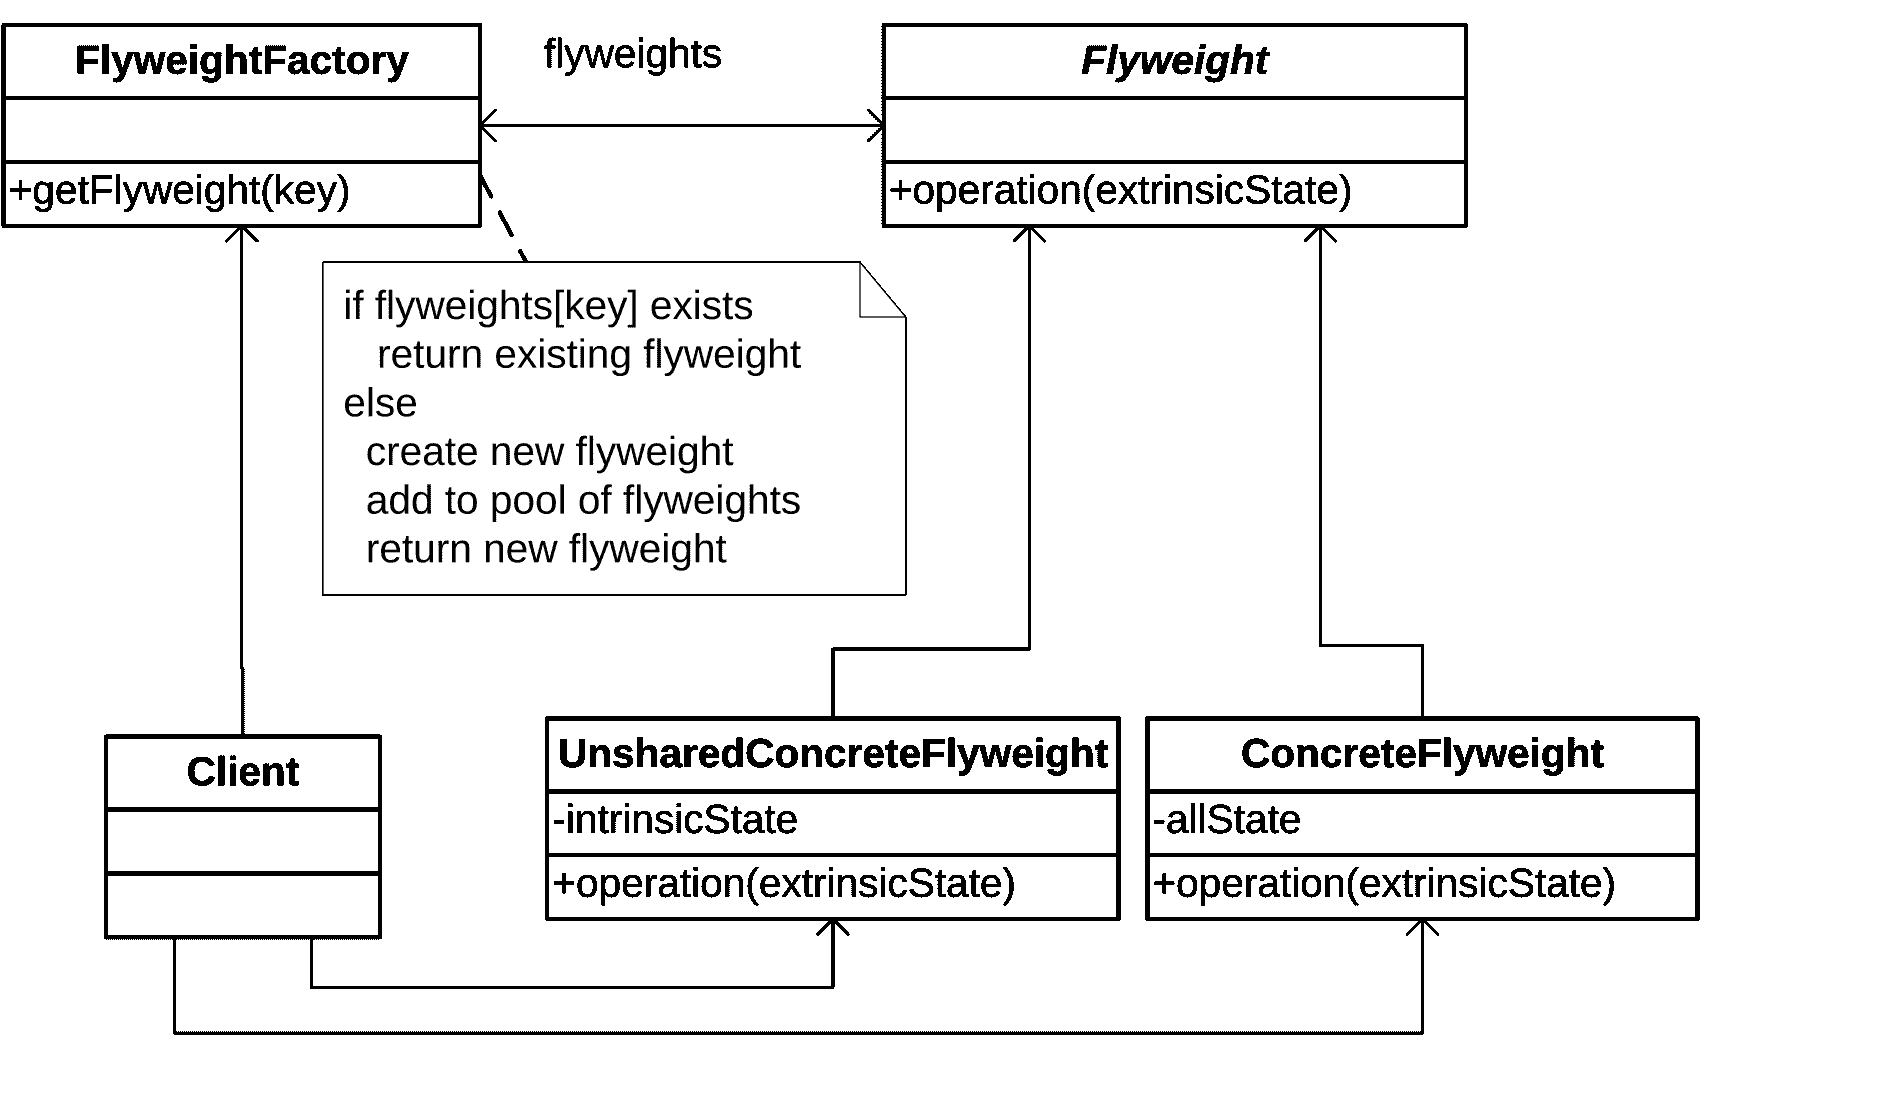 FlyweightFactory
+getFlyweight(key)
flyweights
Flyweight
+operation(extrinsicState)
if flyweights[key] exists
return existing flyweight
else
create new flyweight
add to pool of flyweights
return new flyweight
Client
UnsharedConcreteFlyweight
-intrinsicState
+operation(extrinsicState)
ConcreteFlyweight
-allState
+operation(extrinsicState)